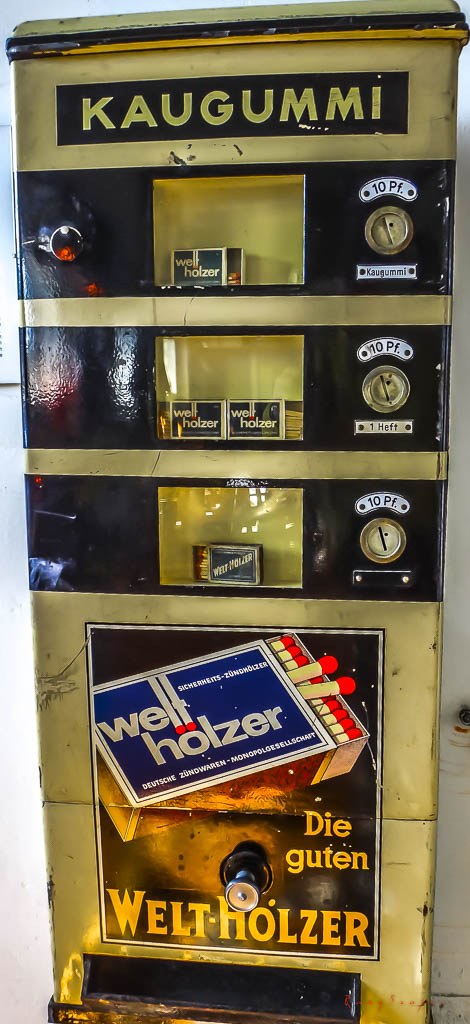 KAUGUMMI
10 Pf.
welt
hölzer
Kaugummi
10 Pf.
welt
hölzer
welt
hölzer
1 Heft
10 Pf.
WELT-HÖLZER
SICHERHEITS-ZÜNDHÖLZER
welt
hölzer
DEUTSCHE ZÜNDWAREN-MONOPOLGESELLSCHAFT
Die
guten
WELT-HÖLZER